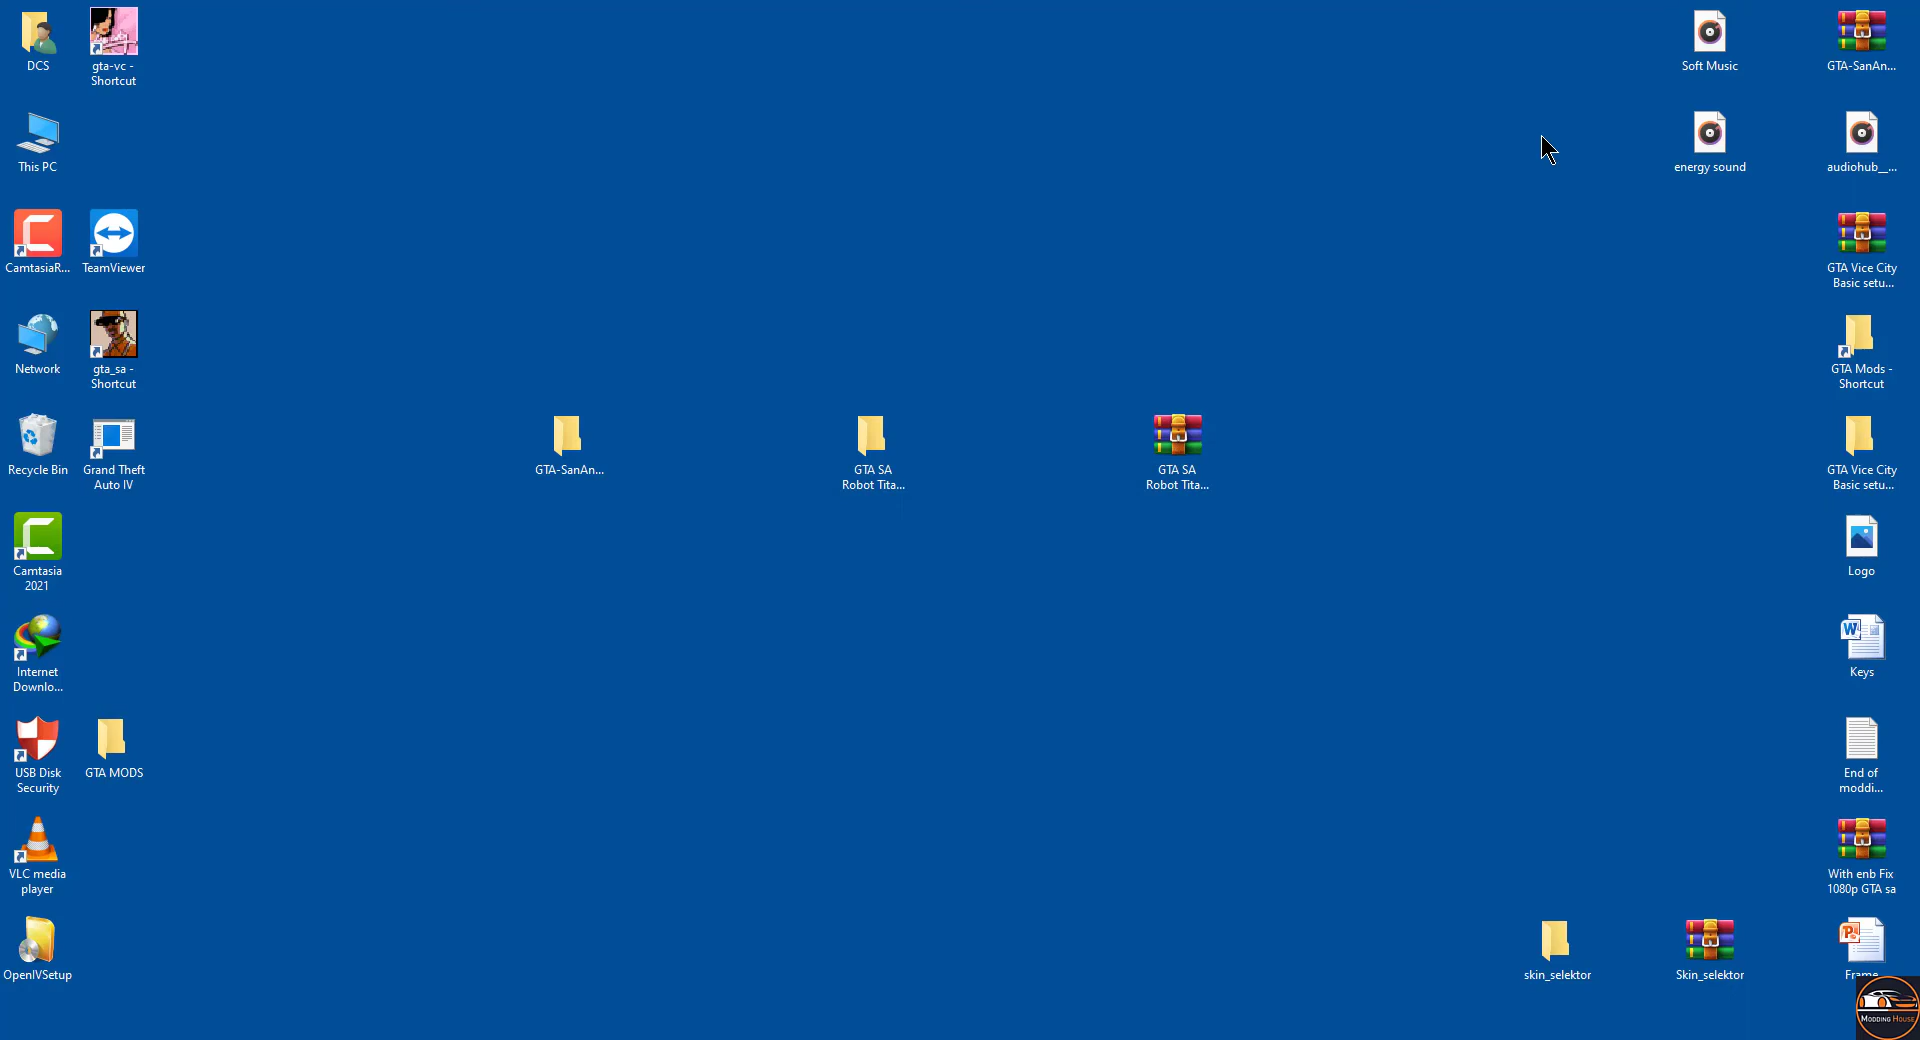 DCS
gta-vc -
Shortcut
Soft Music
GTA-SanAn...
This PC
energy sound
audiohub__...
CamtasiaR...
TeamViewer
GTA Vice City
Basic setu...
Network
gta_sa -
Shortcut
GTA Mods -
Shortcut
Recycle Bin
Grand Theft
Auto IV
GTA-SanAn...
GTA SA
Robot Tita...
GTA SA
Robot Tita...
GTA Vice City
Basic setu...
Camtasia
2021
Logo
Internet
Downlo...
Keys
USB Disk
Security
GTA MODS
End of
moddi...
VLC media
player
With enb Fix
1080p GTA sa
OpenIVSetup
skin_selektor
Skin_selektor
Frame
MODDING HOUSE